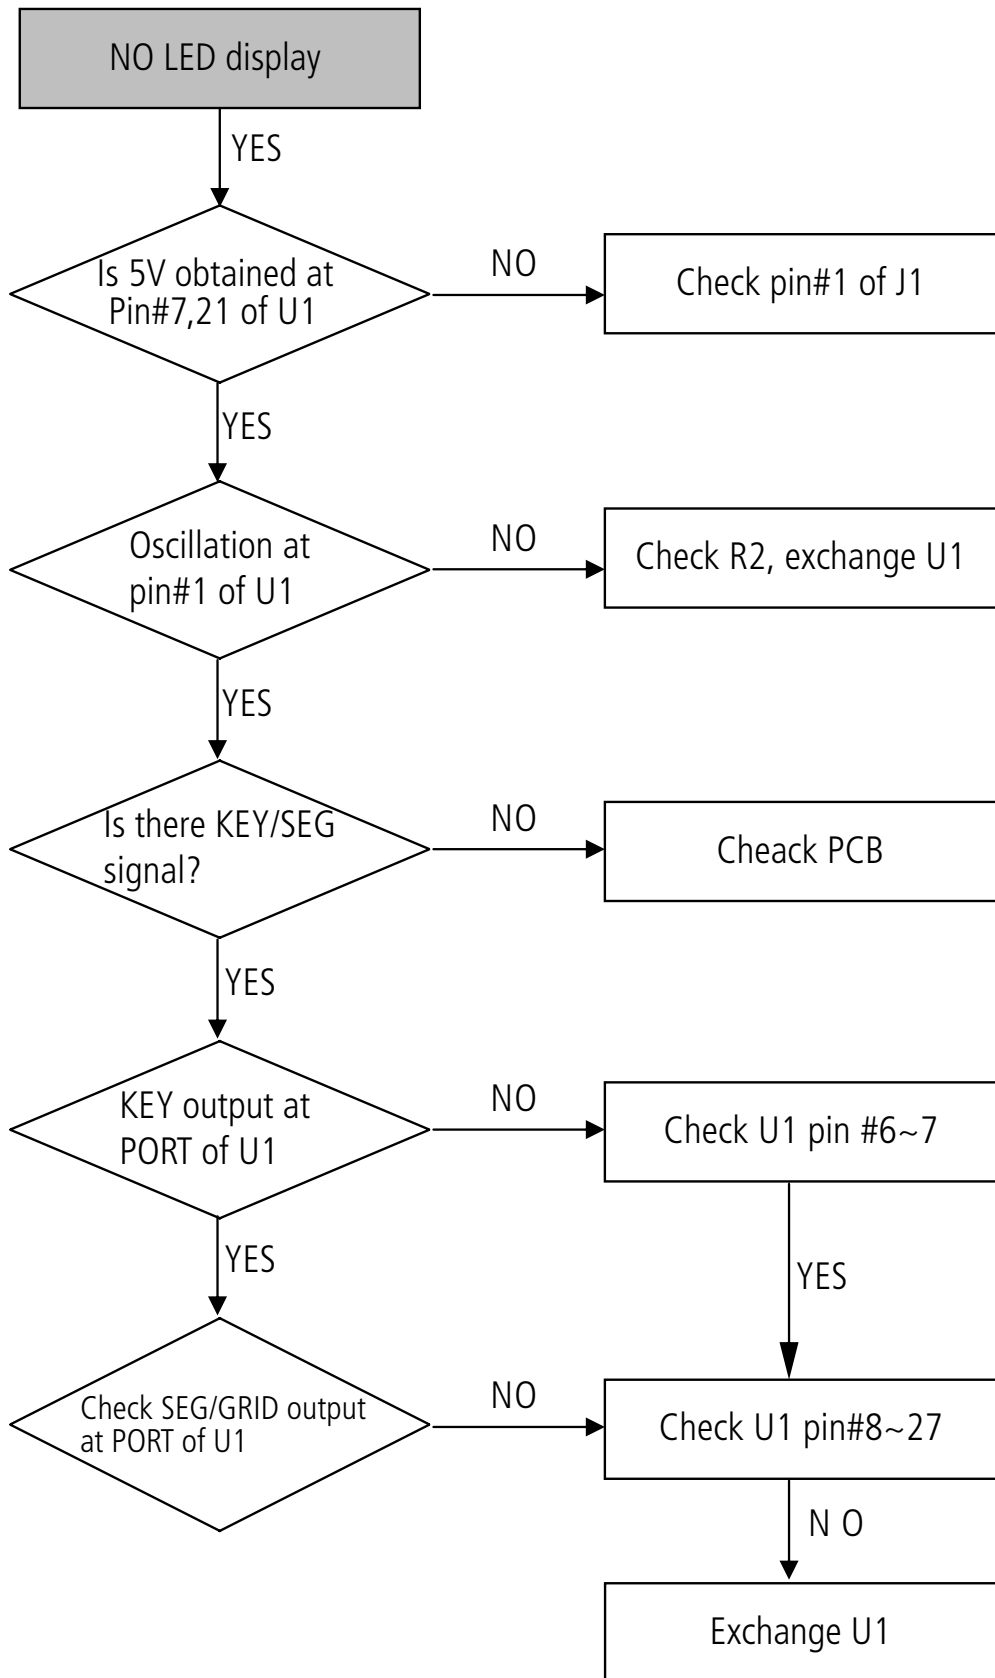 NO LED display
YES
Is 5V obtained at
Pin#7,21 of U1
NO
Check pin#1 of J1
YES
Oscillation at
pin#1 of U1
NO
Check R2, exchange U1
YES
Is there KEY/SEG
signal?
NO
Cheack PCB
YES
KEY output at
PORT of U1
NO
Check U1 pin #6~7
YES
YES
Check SEG/GRID output
at PORT of U1
NO
Check U1 pin#8~27
N O
Exchange U1